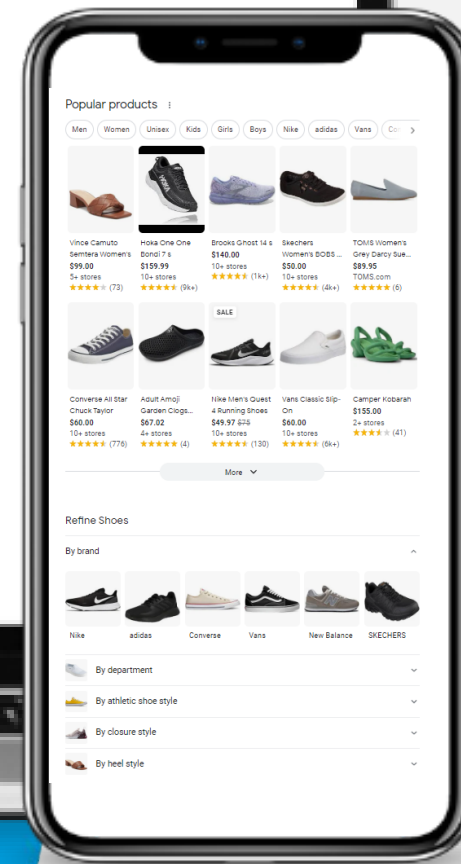 Popular products
Men Women Unisex Kids Girls Boys Nike adidas Vans
Vince Camuto Hoka One One Brooks Ghost 14 s Skechers TOMS Women's
Semtera Women's Bondi 7 s $140.00 Women's BOBS ... Grey Darcy Sue...
$99.00 $159.99 10+ stores $50.00 $89.95
5+ stores 10+ stores (1k+) 10+ stores TOMS.com
(73) (9k+) (4k+) (6)
SALE
Converse All Star Adult Amoji Nike Men's Quest Vans Classic Slip- Camper Kobarah
Chuck Taylor Garden Clogs... 4 Running Shoes On $155.00
$60.00 $67.02 $49.97 $75 $60.00 2+ stores
10+ stores 4+ stores 10+ stores 10+ stores (41)
(776) (4) (130) (6k+)
More
Refine Shoes
By brand
Nike adidas Converse Vans New Balance SKECHERS
By department
By athletic shoe style
By closure style
By heel style